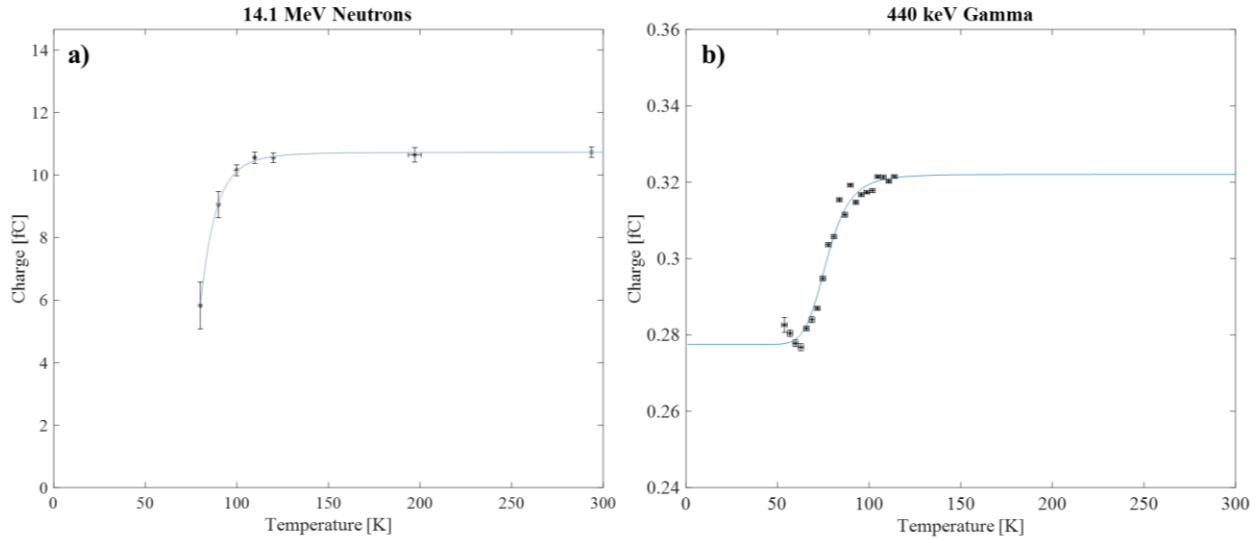 14.1 MeV Neutrons
a)
14
12
10
8
6
4
2
0
Charge [fC]
0 50 100 150 200 250 300
Temperature [K]
440 keV Gamma
b)
0.36
0.34
0.32
0.3
0.28
0.26
0.24
Charge [fC]
0 50 100 150 200 250 300
Temperature [K]